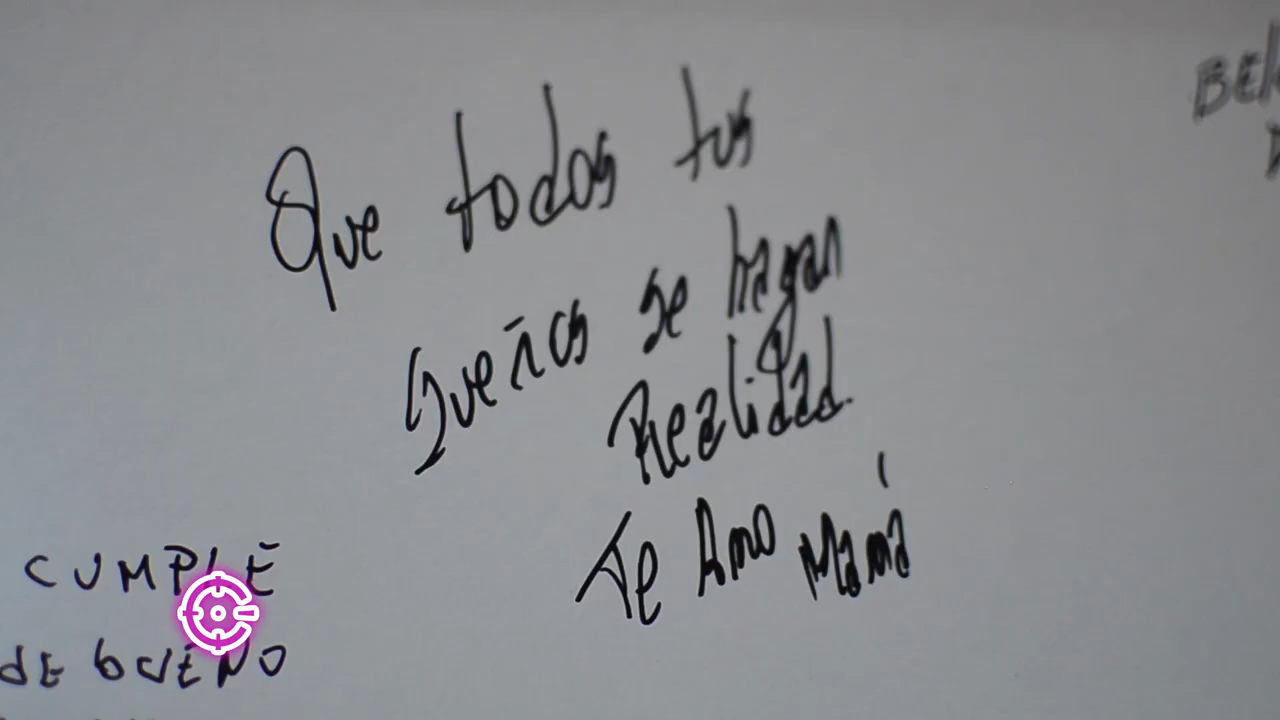 Que todos tus
Sueños se hagan
Realidad.
Te Amo Mamá
CUMPLE
DE bUENO